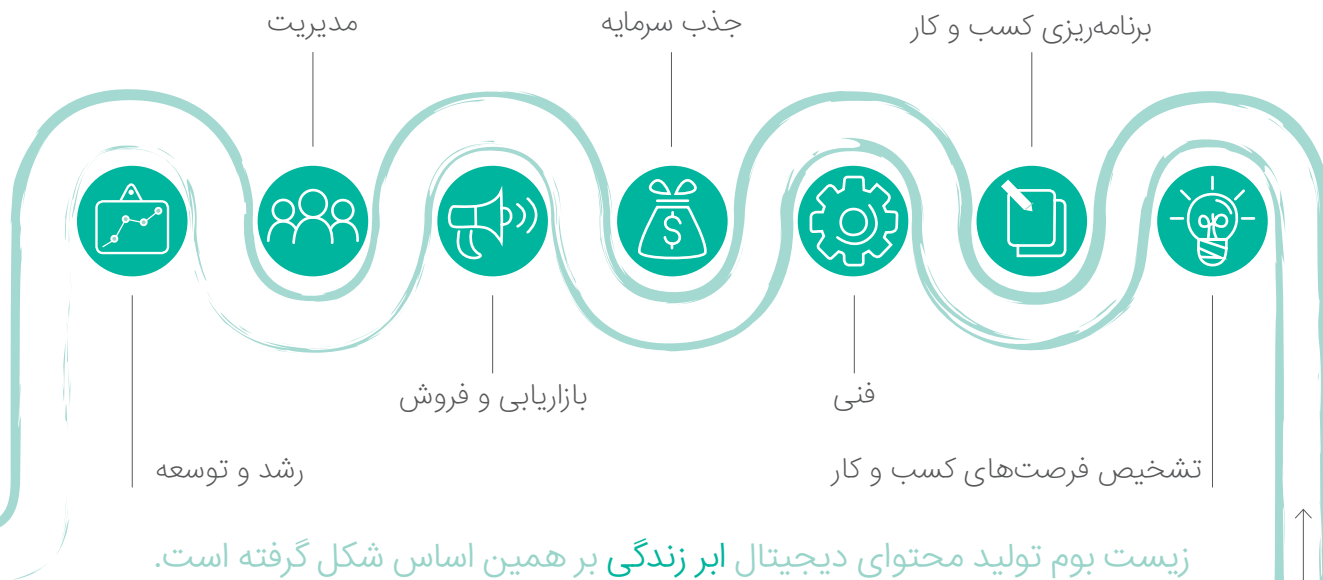 برنامه‌ریزی کسب و کار
جذب سرمایه
مدیریت
$
فنی
بازاریابی و فروش
تشخیص فرصت‌های کسب و کار
رشد و توسعه
زیست بوم تولید محتوای دیجیتال ابر زندگی بر همین اساس شکل گرفته است.